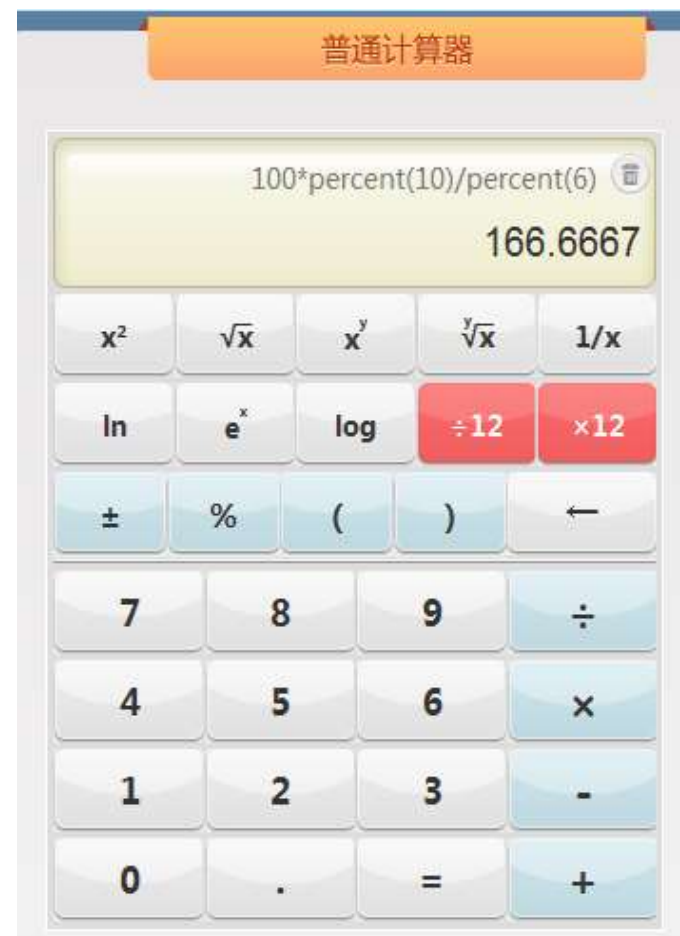 普通计算器
100*percent(10)/percent(6)
166.6667
x² √x xʸ ʸ√x 1/x
ln eˣ log ÷12 ×12
± % ( ) ←
7 8 9 ÷
4 5 6 ×
1 2 3 -
0 . = +